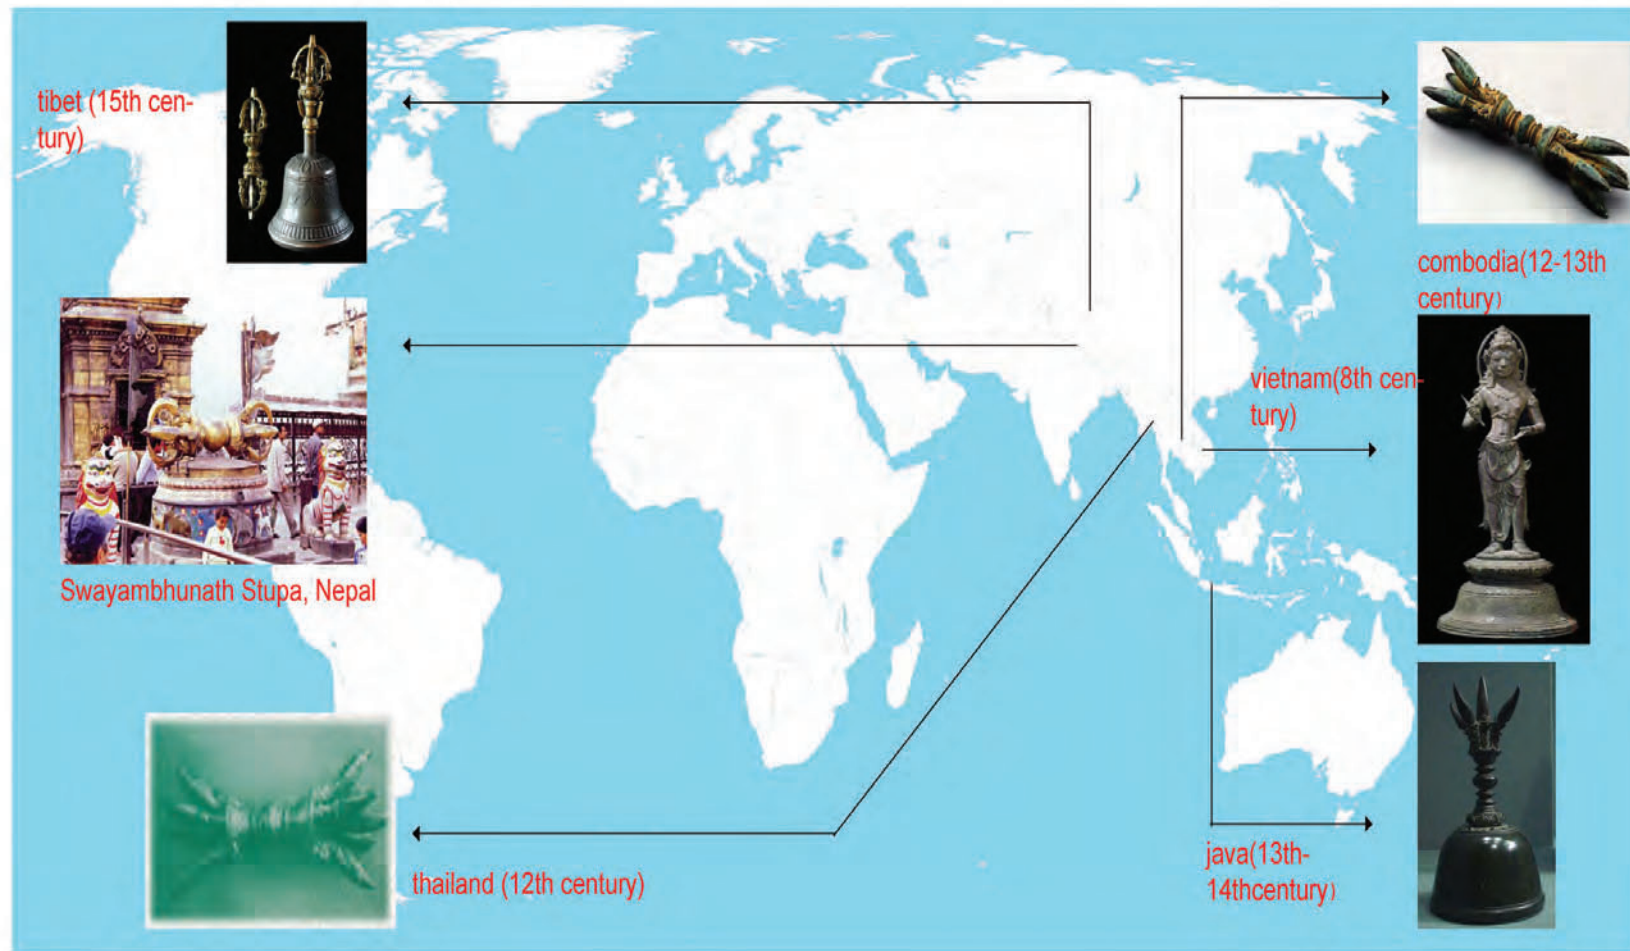 tibet (15th cen-
tury)
combodia(12-13th
century)
vietnam(8th cen-
tury)
Swayambhunath Stupa, Nepal
java(13th-
14thcentury)
thailand (12th century)